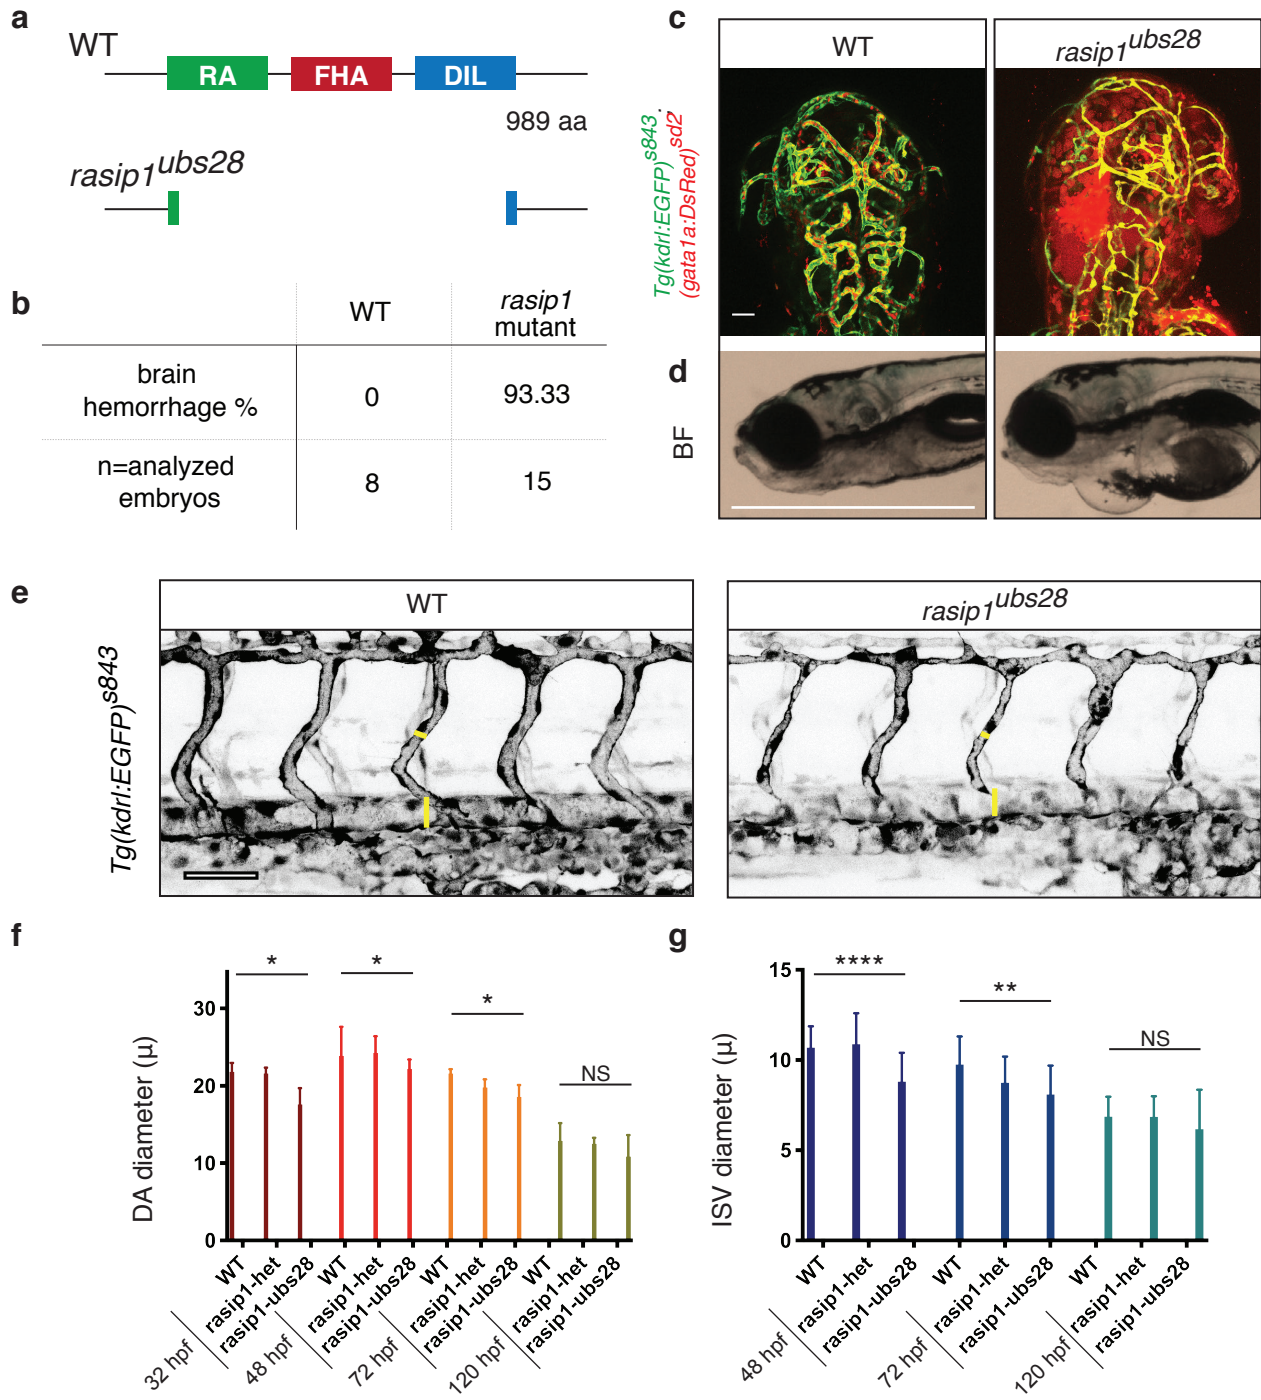 a
WT
RA FHA DIL
989 aa
rasip1ubs28
b
WT rasip1 mutant
brain hemorrhage % 0 93.33
n=analyzed embryos 8 15
c
WT rasip1ubs28
Tg(kdrl:EGFP)s843;
(gata1a:DsRed)sd2
d
BF
e
WT rasip1ubs28
Tg(kdrl:EGFP)s843
f
DA diameter (µ)
30
20
10
0
* * * NS
WT rasip1-het rasip1-ubs28 WT rasip1-het rasip1-ubs28 WT rasip1-het rasip1-ubs28 WT rasip1-het rasip1-ubs28
32 hpf 48 hpf 72 hpf 120 hpf
g
ISV diameter (µ)
15
10
5
0
**** ** NS
WT rasip1-het rasip1-ubs28 WT rasip1-het rasip1-ubs28 WT rasip1-het rasip1-ubs28
48 hpf 72 hpf 120 hpf